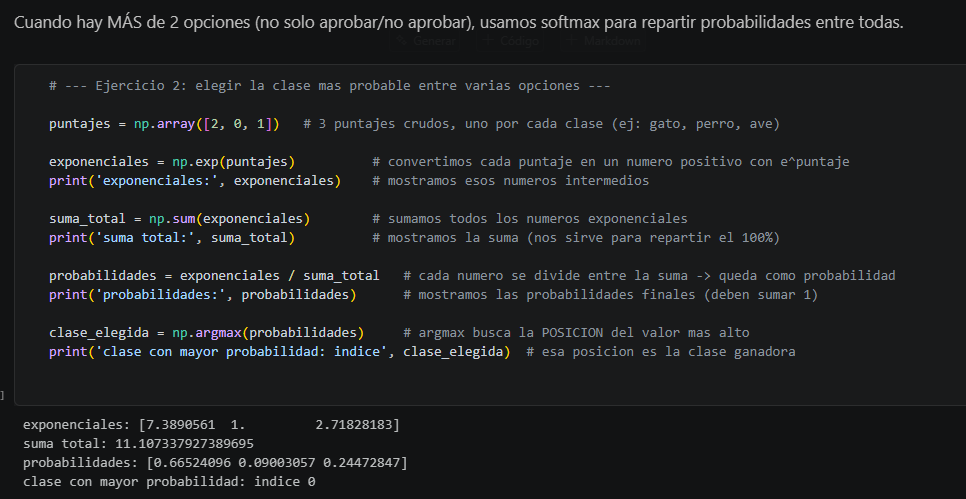 Cuando hay MÁS de 2 opciones (no solo aprobar/no aprobar), usamos softmax para repartir probabilidades entre todas.
Generar + Código + Markdown
# --- Ejercicio 2: elegir la clase mas probable entre varias opciones ---
puntajes = np.array([2, 0, 1])   # 3 puntajes crudos, uno por cada clase (ej: gato, perro, ave)
exponenciales = np.exp(puntajes)          # convertimos cada puntaje en un numero positivo con e^puntaje
print('exponenciales:', exponenciales)    # mostramos esos numeros intermedios
suma_total = np.sum(exponenciales)        # sumamos todos los numeros exponenciales
print('suma total:', suma_total)          # mostramos la suma (nos sirve para repartir el 100%)
probabilidades = exponenciales / suma_total   # cada numero se divide entre la suma -> queda como probabilidad
print('probabilidades:', probabilidades)      # mostramos las probabilidades finales (deben sumar 1)
clase_elegida = np.argmax(probabilidades)     # argmax busca la POSICION del valor mas alto
print('clase con mayor probabilidad: indice', clase_elegida)  # esa posicion es la clase ganadora
]
exponenciales: [7.3890561  1.         2.71828183]
suma total: 11.107337927389695
probabilidades: [0.66524096 0.09003057 0.24472847]
clase con mayor probabilidad: indice 0